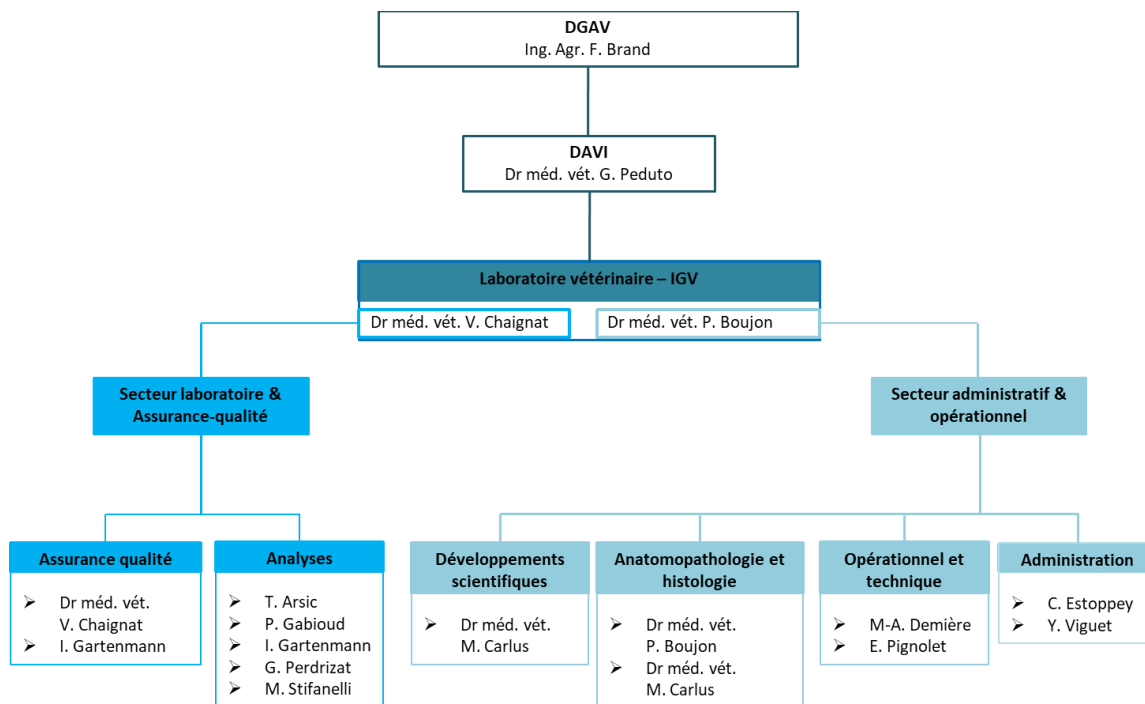 DGAV
Ing. Agr. F. Brand
DAVI
Dr méd. vét. G. Peduto
Laboratoire vétérinaire – IGV
Dr méd. vét. V. Chaignat
Dr méd. vét. P. Boujon
Secteur laboratoire &
Assurance-qualité
Secteur administratif &
opérationnel
Assurance qualité
Dr méd. vét.
V. Chaignat
I. Gartenmann
Analyses
T. Arsic
P. Gabioud
I. Gartenmann
G. Perdrizat
M. Stifanelli
Développements
scientifiques
Dr méd. vét.
M. Carlus
Anatomopathologie et
histologie
Dr méd. vét.
P. Boujon
Dr méd. vét.
M. Carlus
Opérationnel et
technique
M-A. Demière
E. Pignolet
Administration
C. Estoppey
Y. Viguet